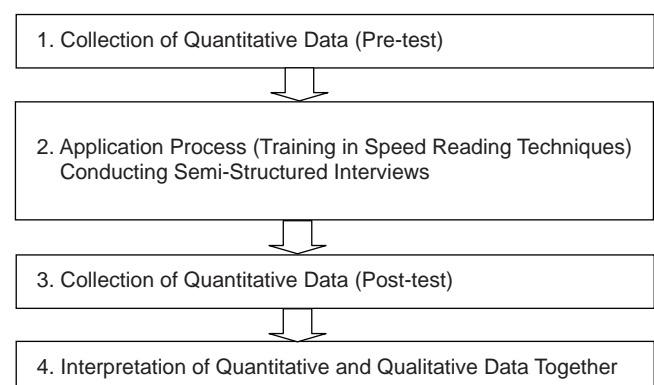 1. Collection of Quantitative Data (Pre-test)
2. Application Process (Training in Speed Reading Techniques)
Conducting Semi-Structured Interviews
3. Collection of Quantitative Data (Post-test)
4. Interpretation of Quantitative and Qualitative Data Together